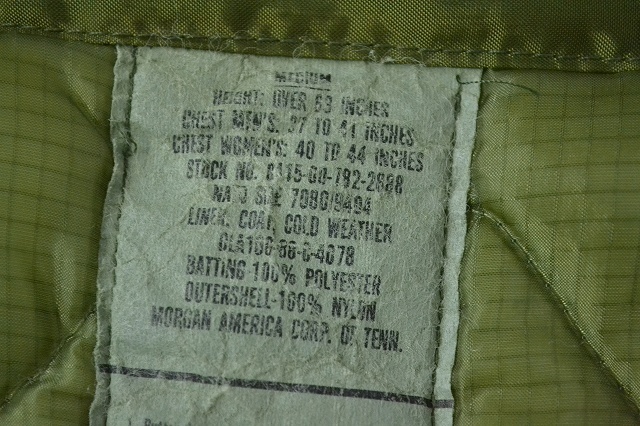 MEDIUM
HEIGHT: OVER 63 INCHES
CHEST MEN'S: 37 TO 41 INCHES
CHEST WOMEN'S: 40 TO 44 INCHES
STOCK NO. 8415-00-782-2888
NATO SIZE 7080/9494
LINER, COAT, COLD WEATHER
DLA100-86-C-4078
BATTING-100% POLYESTER
OUTERSHELL-100% NYLON
MORGAN AMERICA CORP. OF TENN.